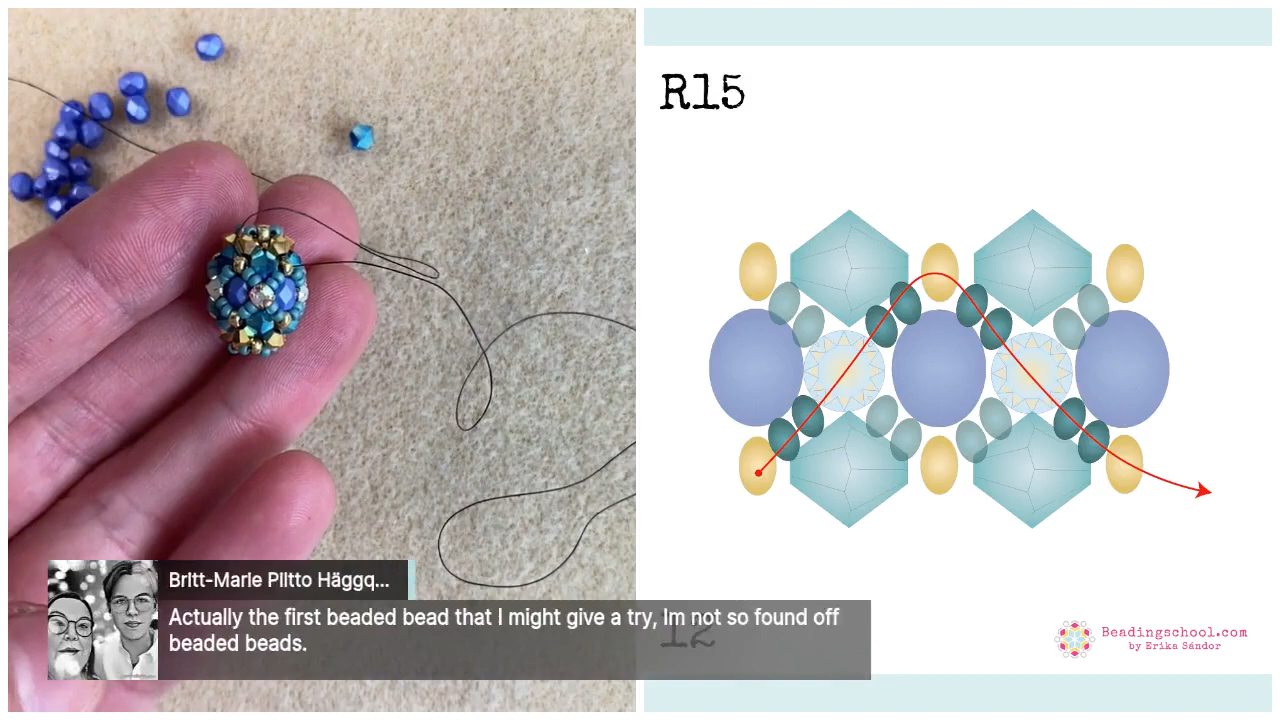 R15
Britt-Marie Piitto Häggq...
Actually the first beaded bead that I might give a try, Im not so found off
beaded beads.
12
Beadingschool.com
by Erika Sándor